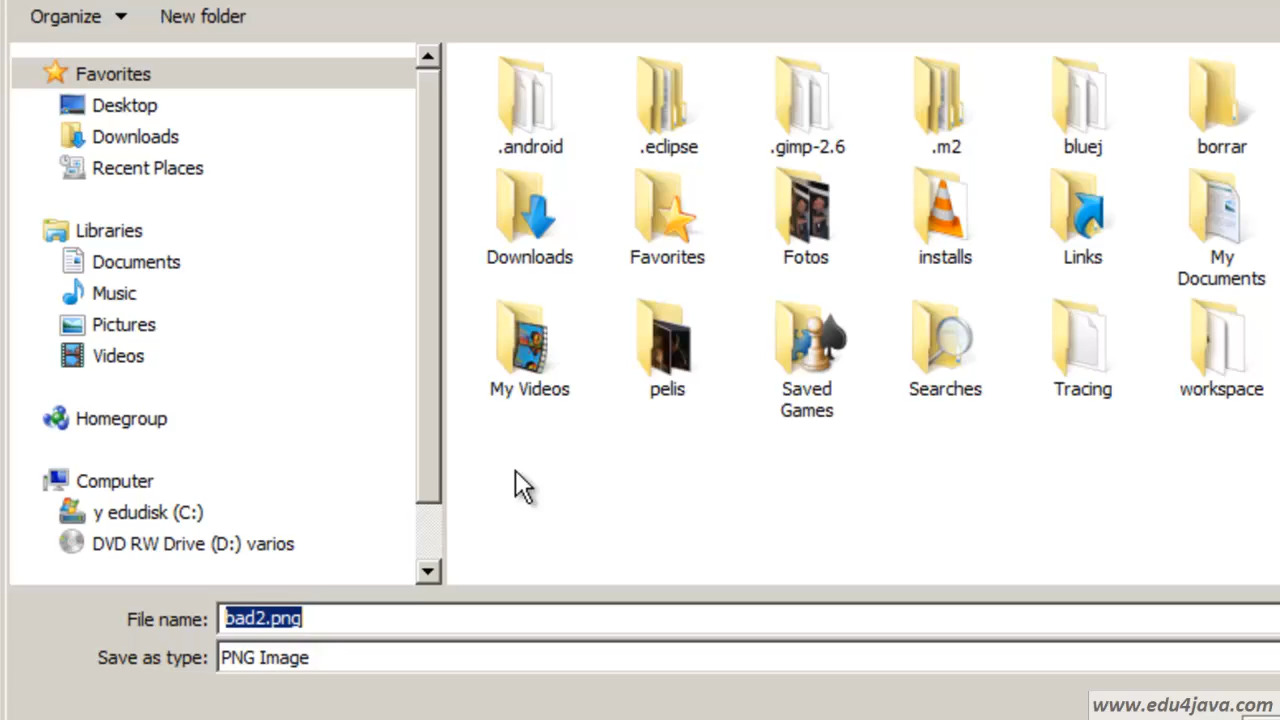 Organize New folder
Favorites
Desktop
Downloads
Recent Places
Libraries
Documents
Music
Pictures
Videos
Homegroup
Computer
y edudisk (C:)
DVD RW Drive (D:) varios
.android .eclipse .gimp-2.6 .m2 bluej borrar
Downloads Favorites Fotos installs Links My
Documents
My Videos pelis Saved Searches Tracing workspace
Games
File name: bad2.png
Save as type: PNG Image
www.edu4java.com